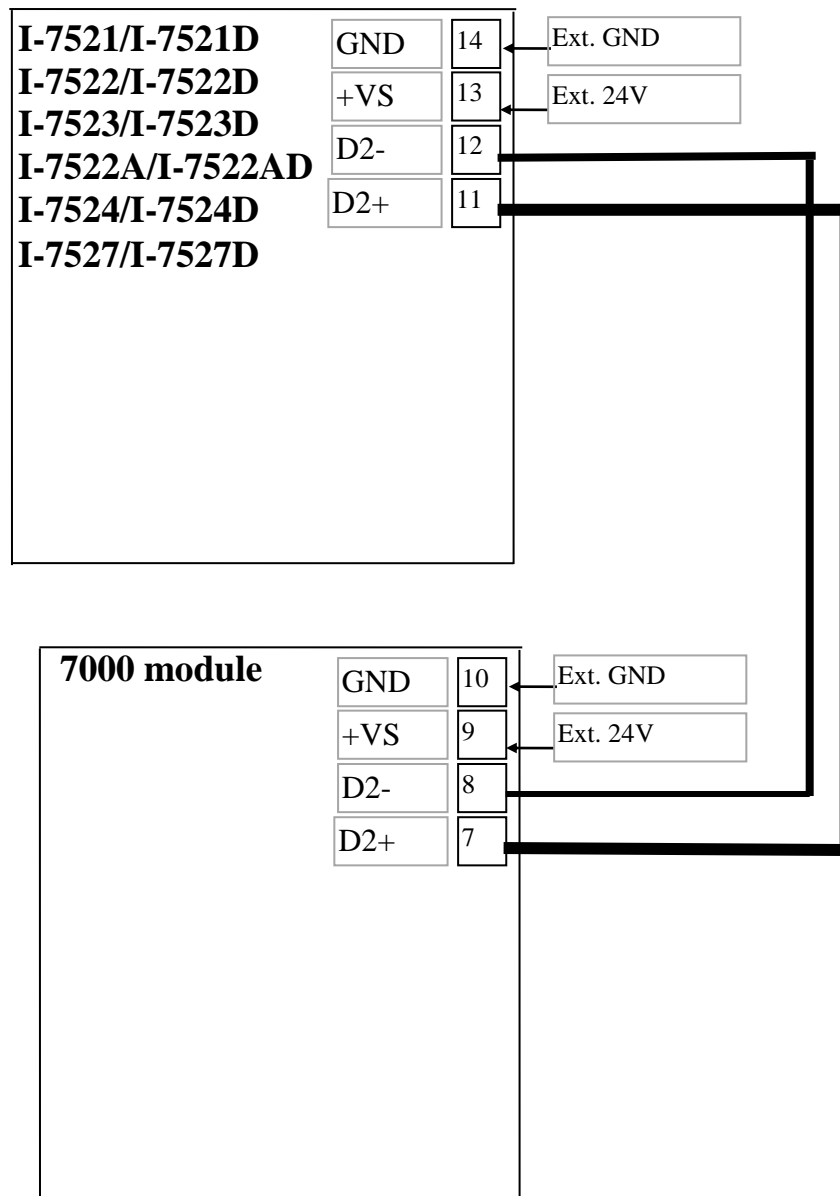 I-7521/I-7521D
I-7522/I-7522D
I-7523/I-7523D
I-7522A/I-7522AD
I-7524/I-7524D
I-7527/I-7527D
GND 14 Ext. GND
+VS 13 Ext. 24V
D2- 12
D2+ 11
7000 module
GND 10 Ext. GND
+VS 9 Ext. 24V
D2- 8
D2+ 7